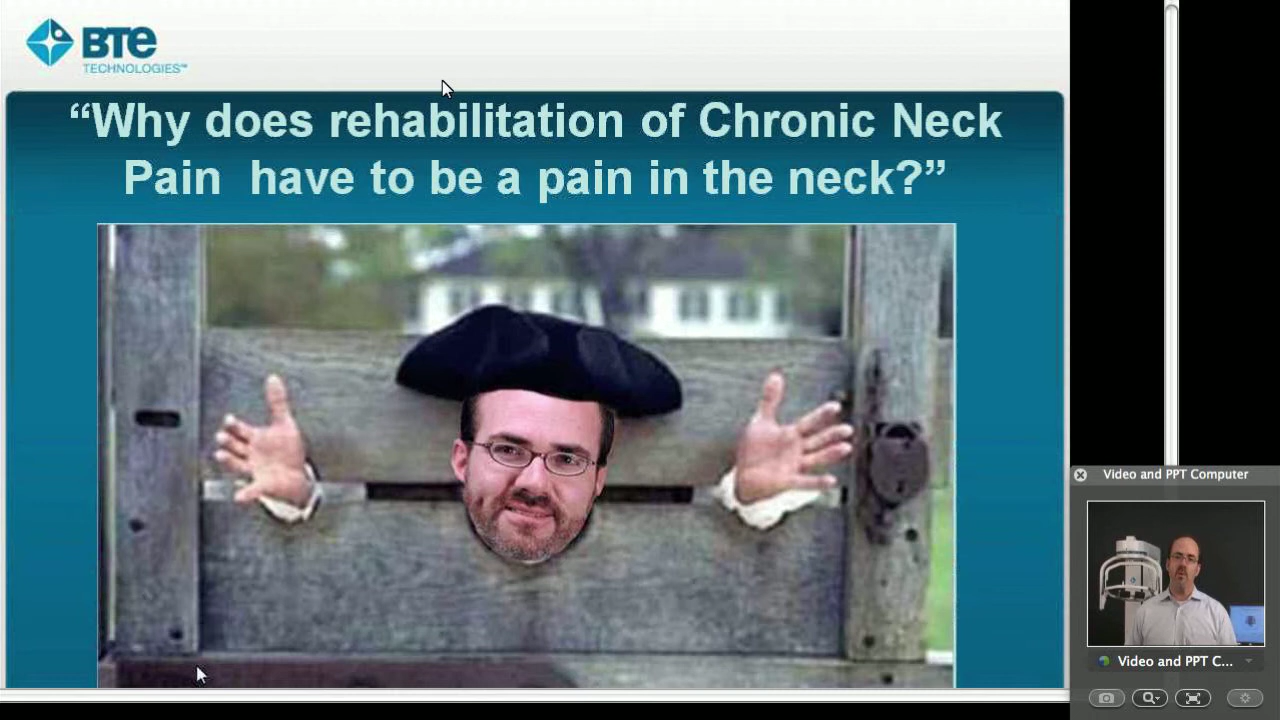 BTE
TECHNOLOGIES™
“Why does rehabilitation of Chronic Neck
Pain have to be a pain in the neck?”
Video and PPT Computer
Video and PPT C...